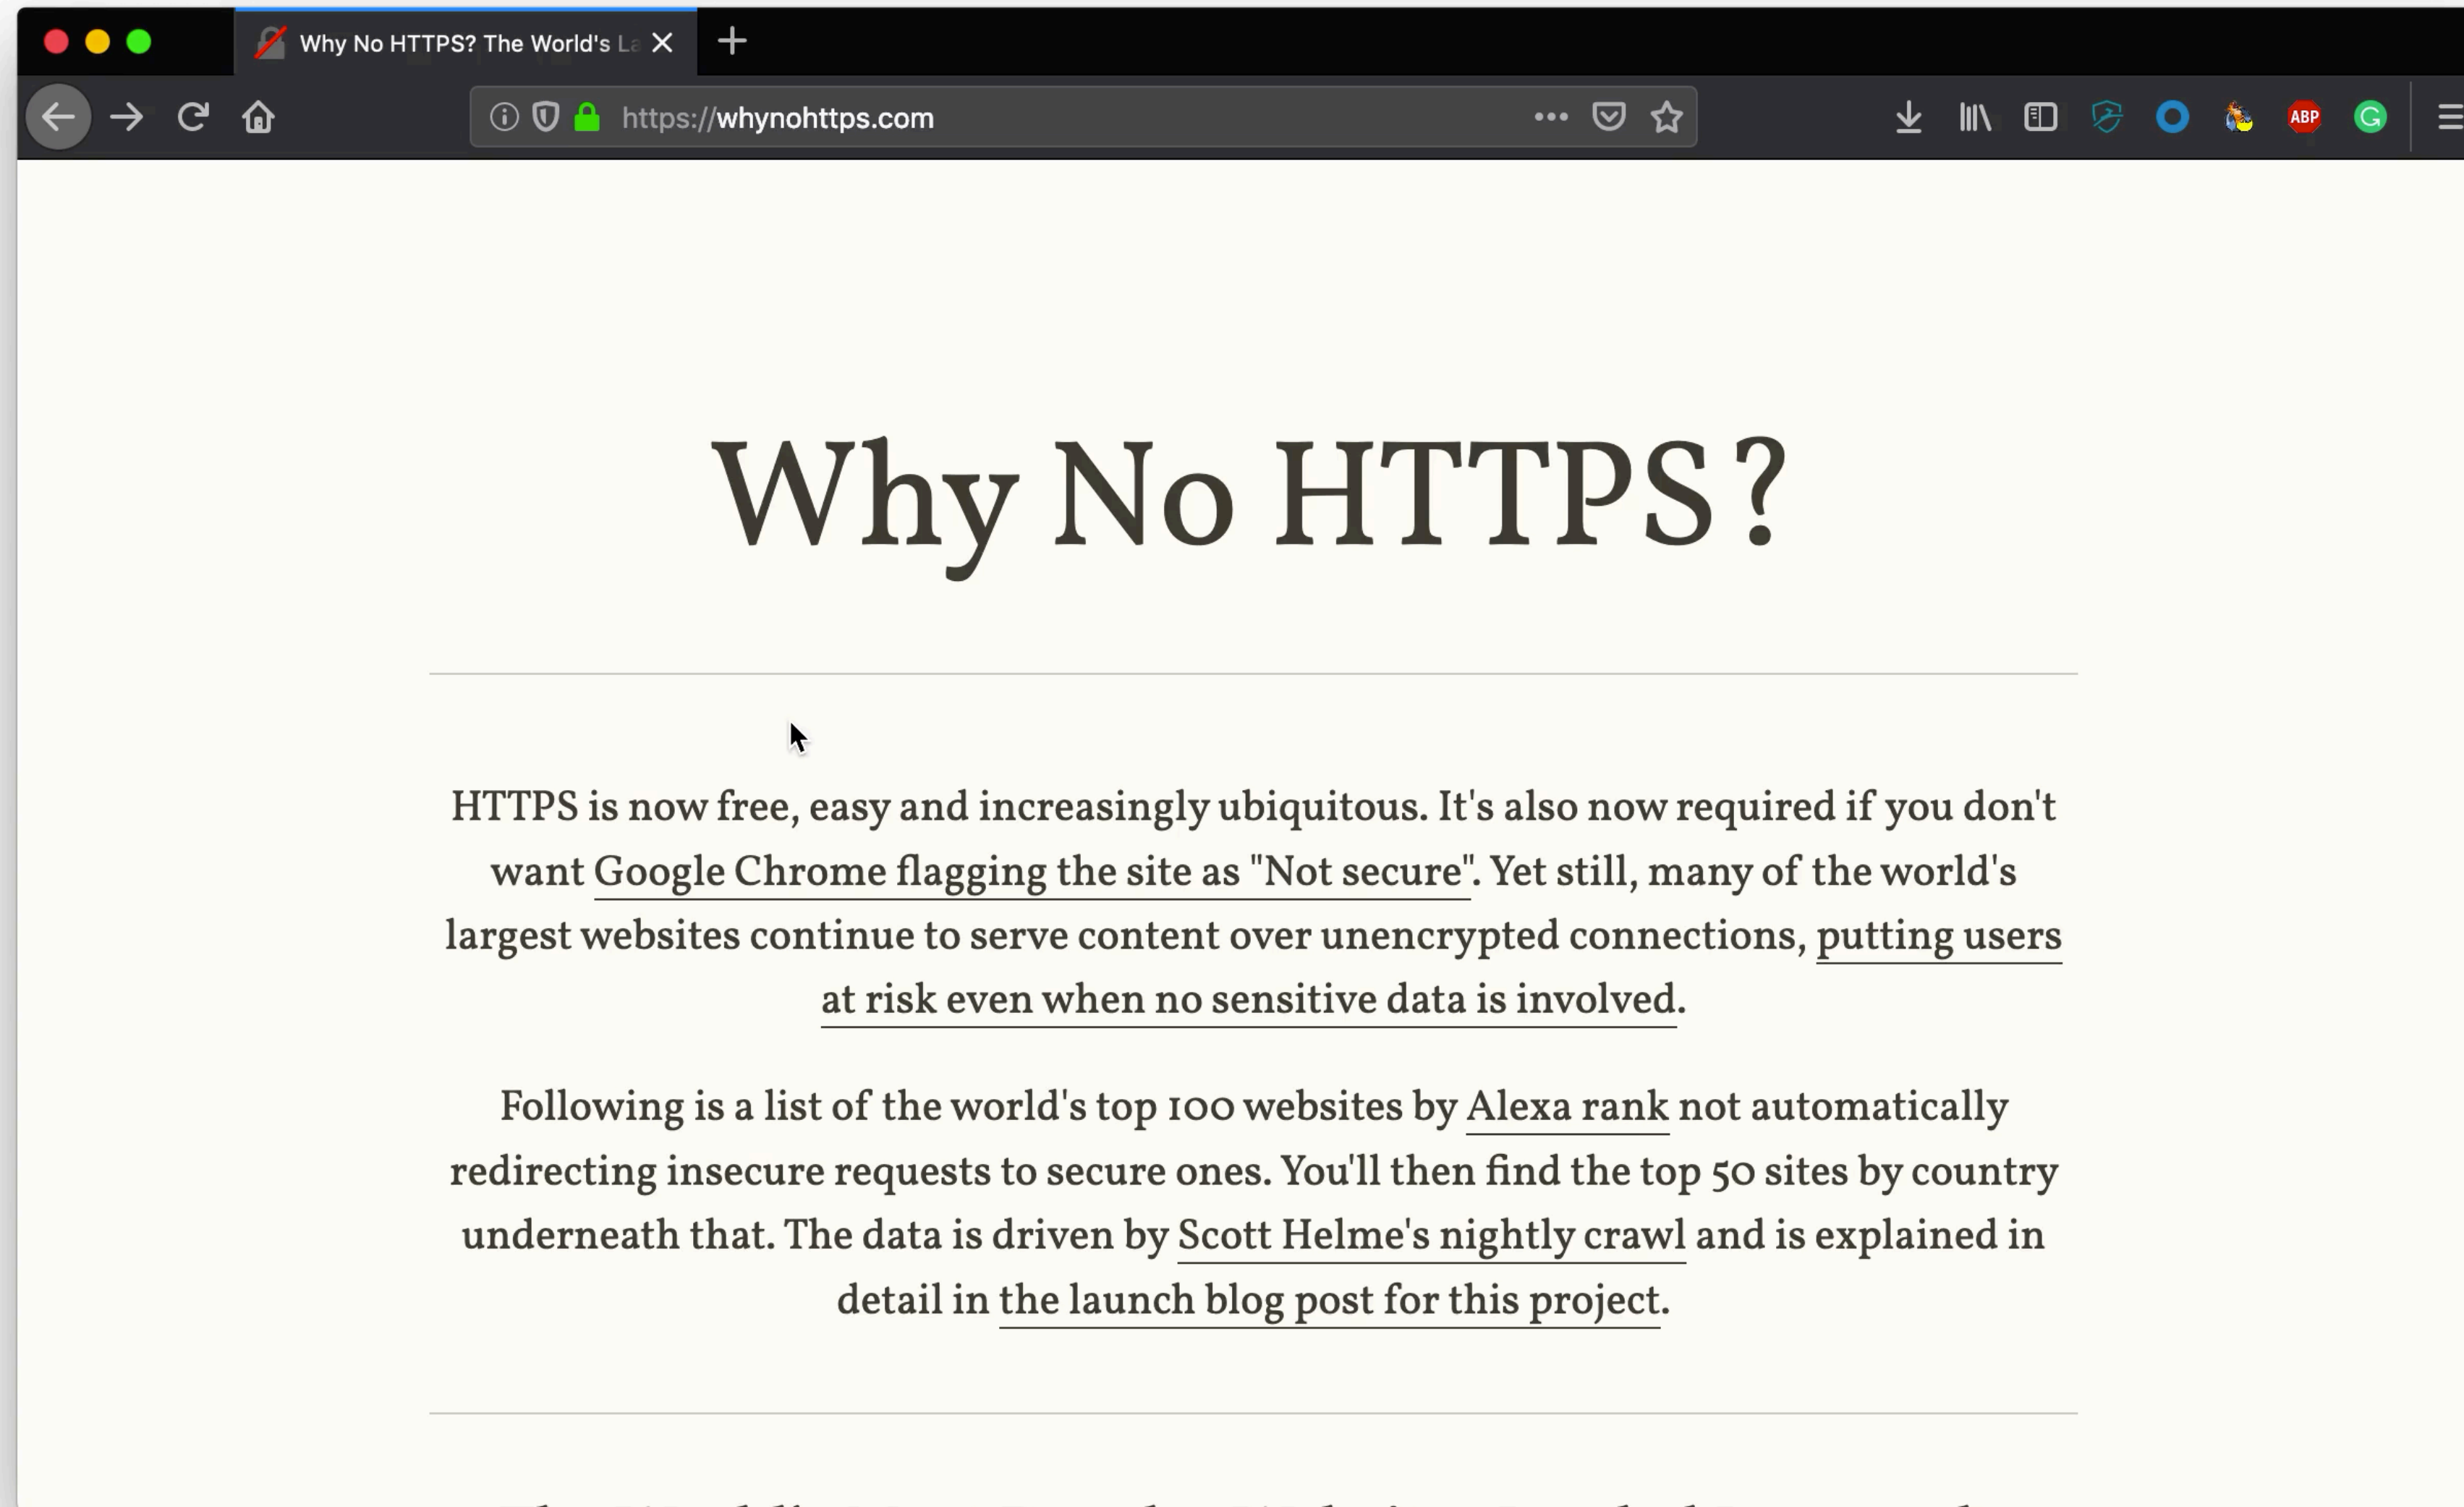 Why No HTTPS? The World's La
https://whynohttps.com
ABP
Why No HTTPS?
HTTPS is now free, easy and increasingly ubiquitous. It's also now required if you don't
want Google Chrome flagging the site as "Not secure". Yet still, many of the world's
largest websites continue to serve content over unencrypted connections, putting users
at risk even when no sensitive data is involved.
Following is a list of the world's top 100 websites by Alexa rank not automatically
redirecting insecure requests to secure ones. You'll then find the top 50 sites by country
underneath that. The data is driven by Scott Helme's nightly crawl and is explained in
detail in the launch blog post for this project.